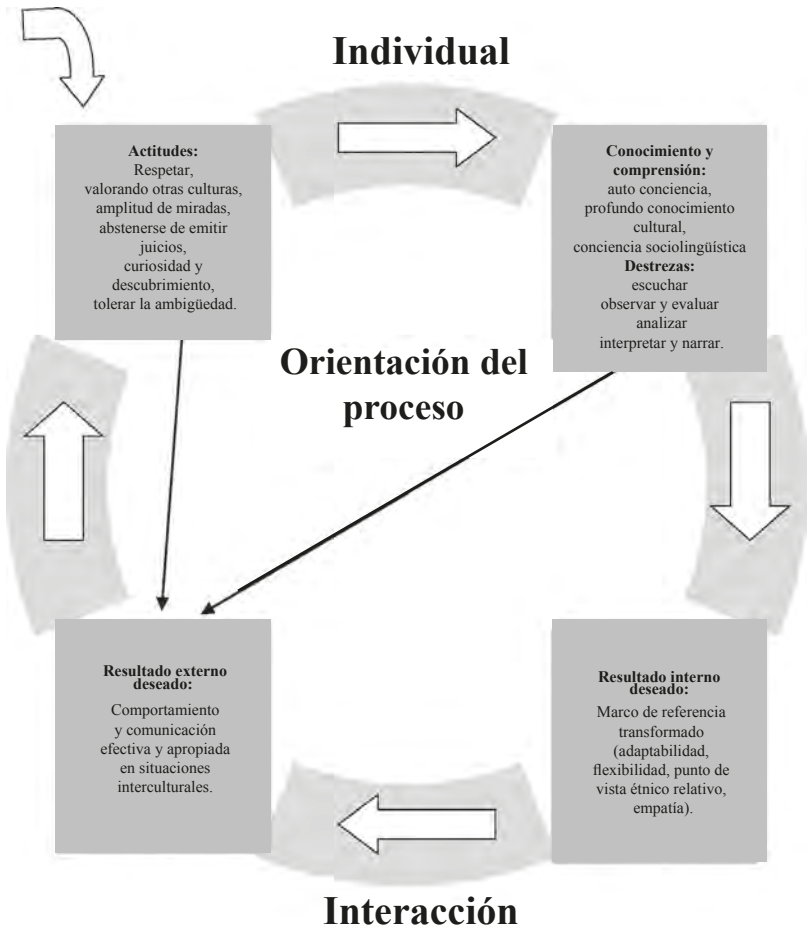 Individual
Actitudes:
Respetar,
valorando otras culturas,
amplitud de miradas,
abstenerse de emitir
juicios,
curiosidad y
descubrimiento,
tolerar la ambigüedad.
Conocimiento y
comprensión:
auto conciencia,
profundo conocimiento
cultural,
conciencia sociolingüística
Destrezas:
escuchar
observar y evaluar
analizar
interpretar y narrar.
Orientación del
proceso
Resultado externo
deseado:
Comportamiento
y comunicación
efectiva y apropiada
en situaciones
interculturales.
Resultado interno
deseado:
Marco de referencia
transformado
(adaptabilidad,
flexibilidad, punto de
vista étnico relativo,
empatía).
Interacción